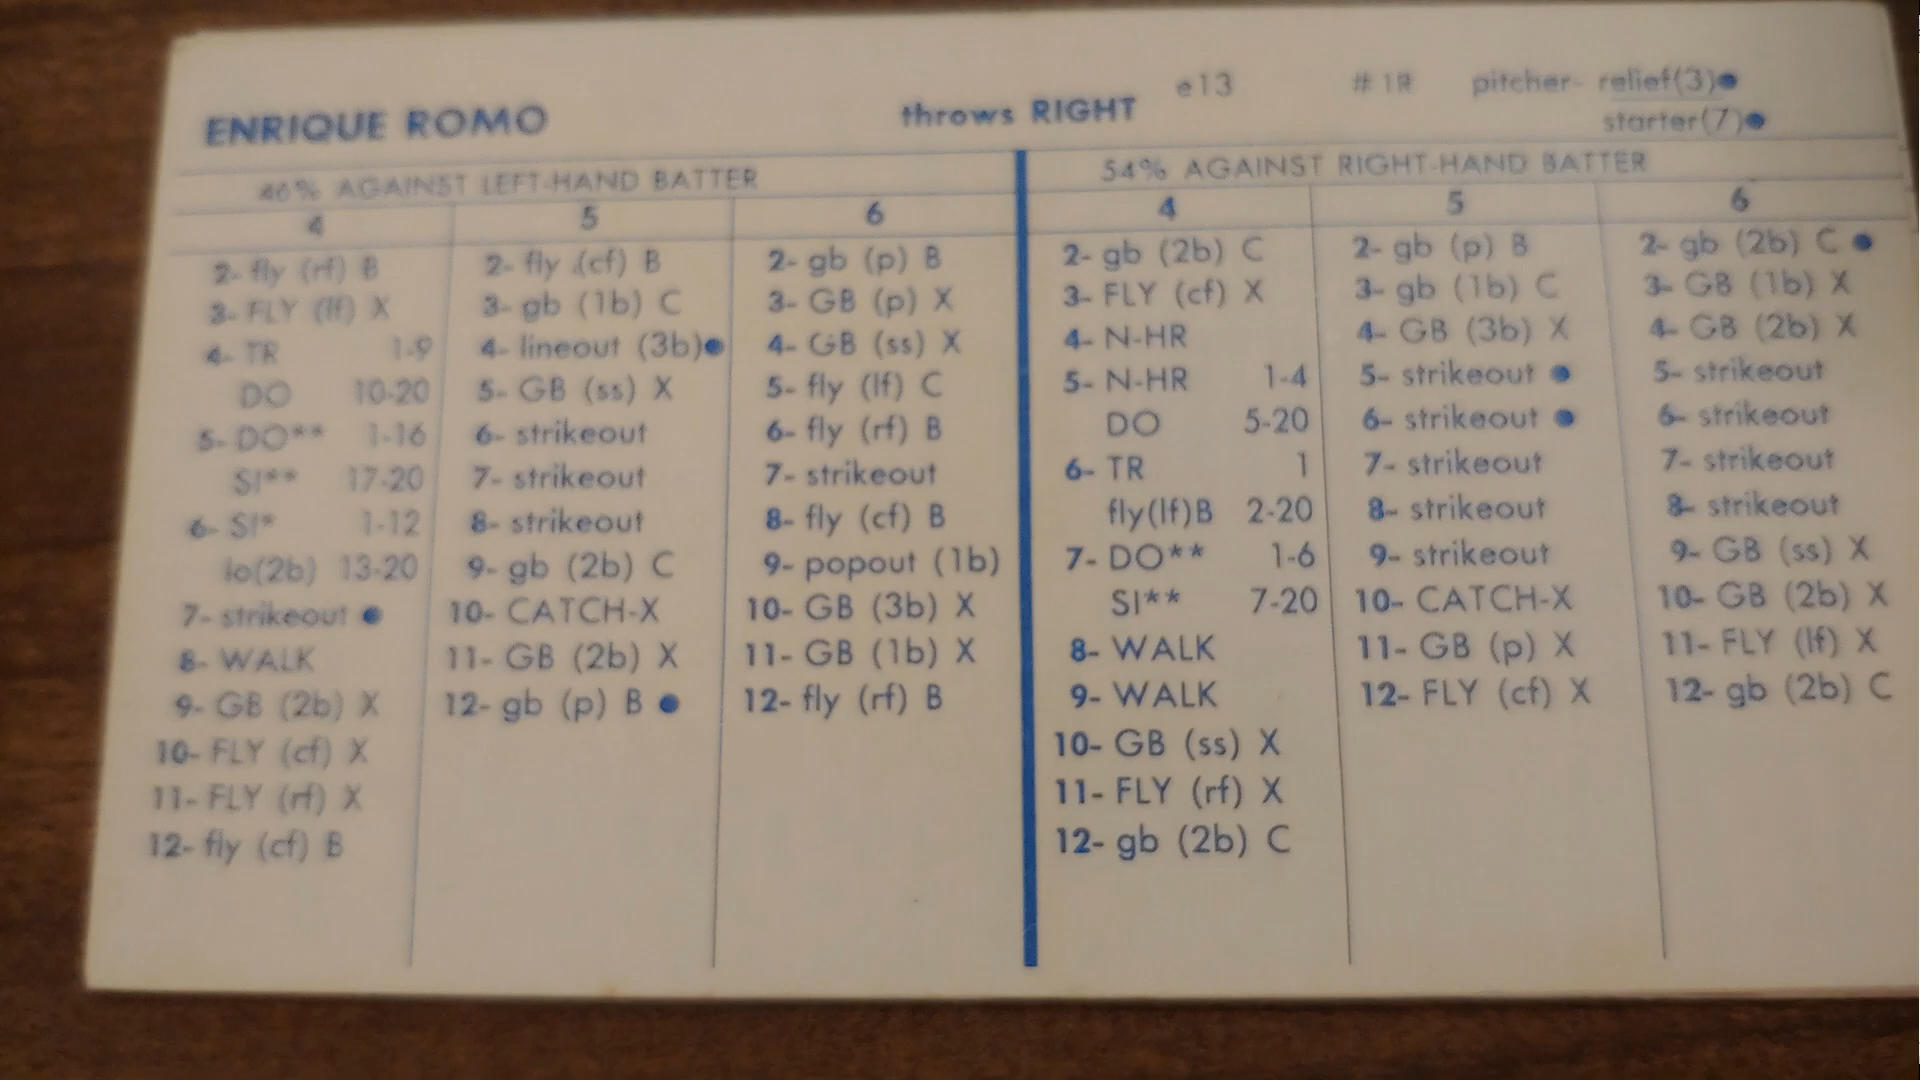 ENRIQUE ROMO throws RIGHT e13 #1R pitcher- relief(3)●
starter(7)●
46% AGAINST LEFT-HAND BATTER
4 5 6
2- fly (rf) B 2- fly (cf) B 2- gb (p) B
3- FLY (lf) X 3- gb (1b) C 3- GB (p) X
4- TR 1-9 4- lineout (3b)● 4- GB (ss) X
DO 10-20 5- GB (ss) X 5- fly (lf) C
5- DO** 1-16 6- strikeout 6- fly (rf) B
SI** 17-20 7- strikeout 7- strikeout
6- SI* 1-12 8- strikeout 8- fly (cf) B
lo(2b) 13-20 9- gb (2b) C 9- popout (1b)
7- strikeout ● 10- CATCH-X 10- GB (3b) X
8- WALK 11- GB (2b) X 11- GB (1b) X
9- GB (2b) X 12- gb (p) B ● 12- fly (rf) B
10- FLY (cf) X
11- FLY (rf) X
12- fly (cf) B
54% AGAINST RIGHT-HAND BATTER
4 5 6
2- gb (2b) C 2- gb (p) B 2- gb (2b) C ●
3- FLY (cf) X 3- gb (1b) C 3- GB (1b) X
4- N-HR 4- GB (3b) X 4- GB (2b) X
5- N-HR 1-4 5- strikeout ● 5- strikeout
DO 5-20 6- strikeout ● 6- strikeout
6- TR 1 7- strikeout 7- strikeout
fly(lf)B 2-20 8- strikeout 8- strikeout
7- DO** 1-6 9- strikeout 9- GB (ss) X
SI** 7-20 10- CATCH-X 10- GB (2b) X
8- WALK 11- GB (p) X 11- FLY (lf) X
9- WALK 12- FLY (cf) X 12- gb (2b) C
10- GB (ss) X
11- FLY (rf) X
12- gb (2b) C